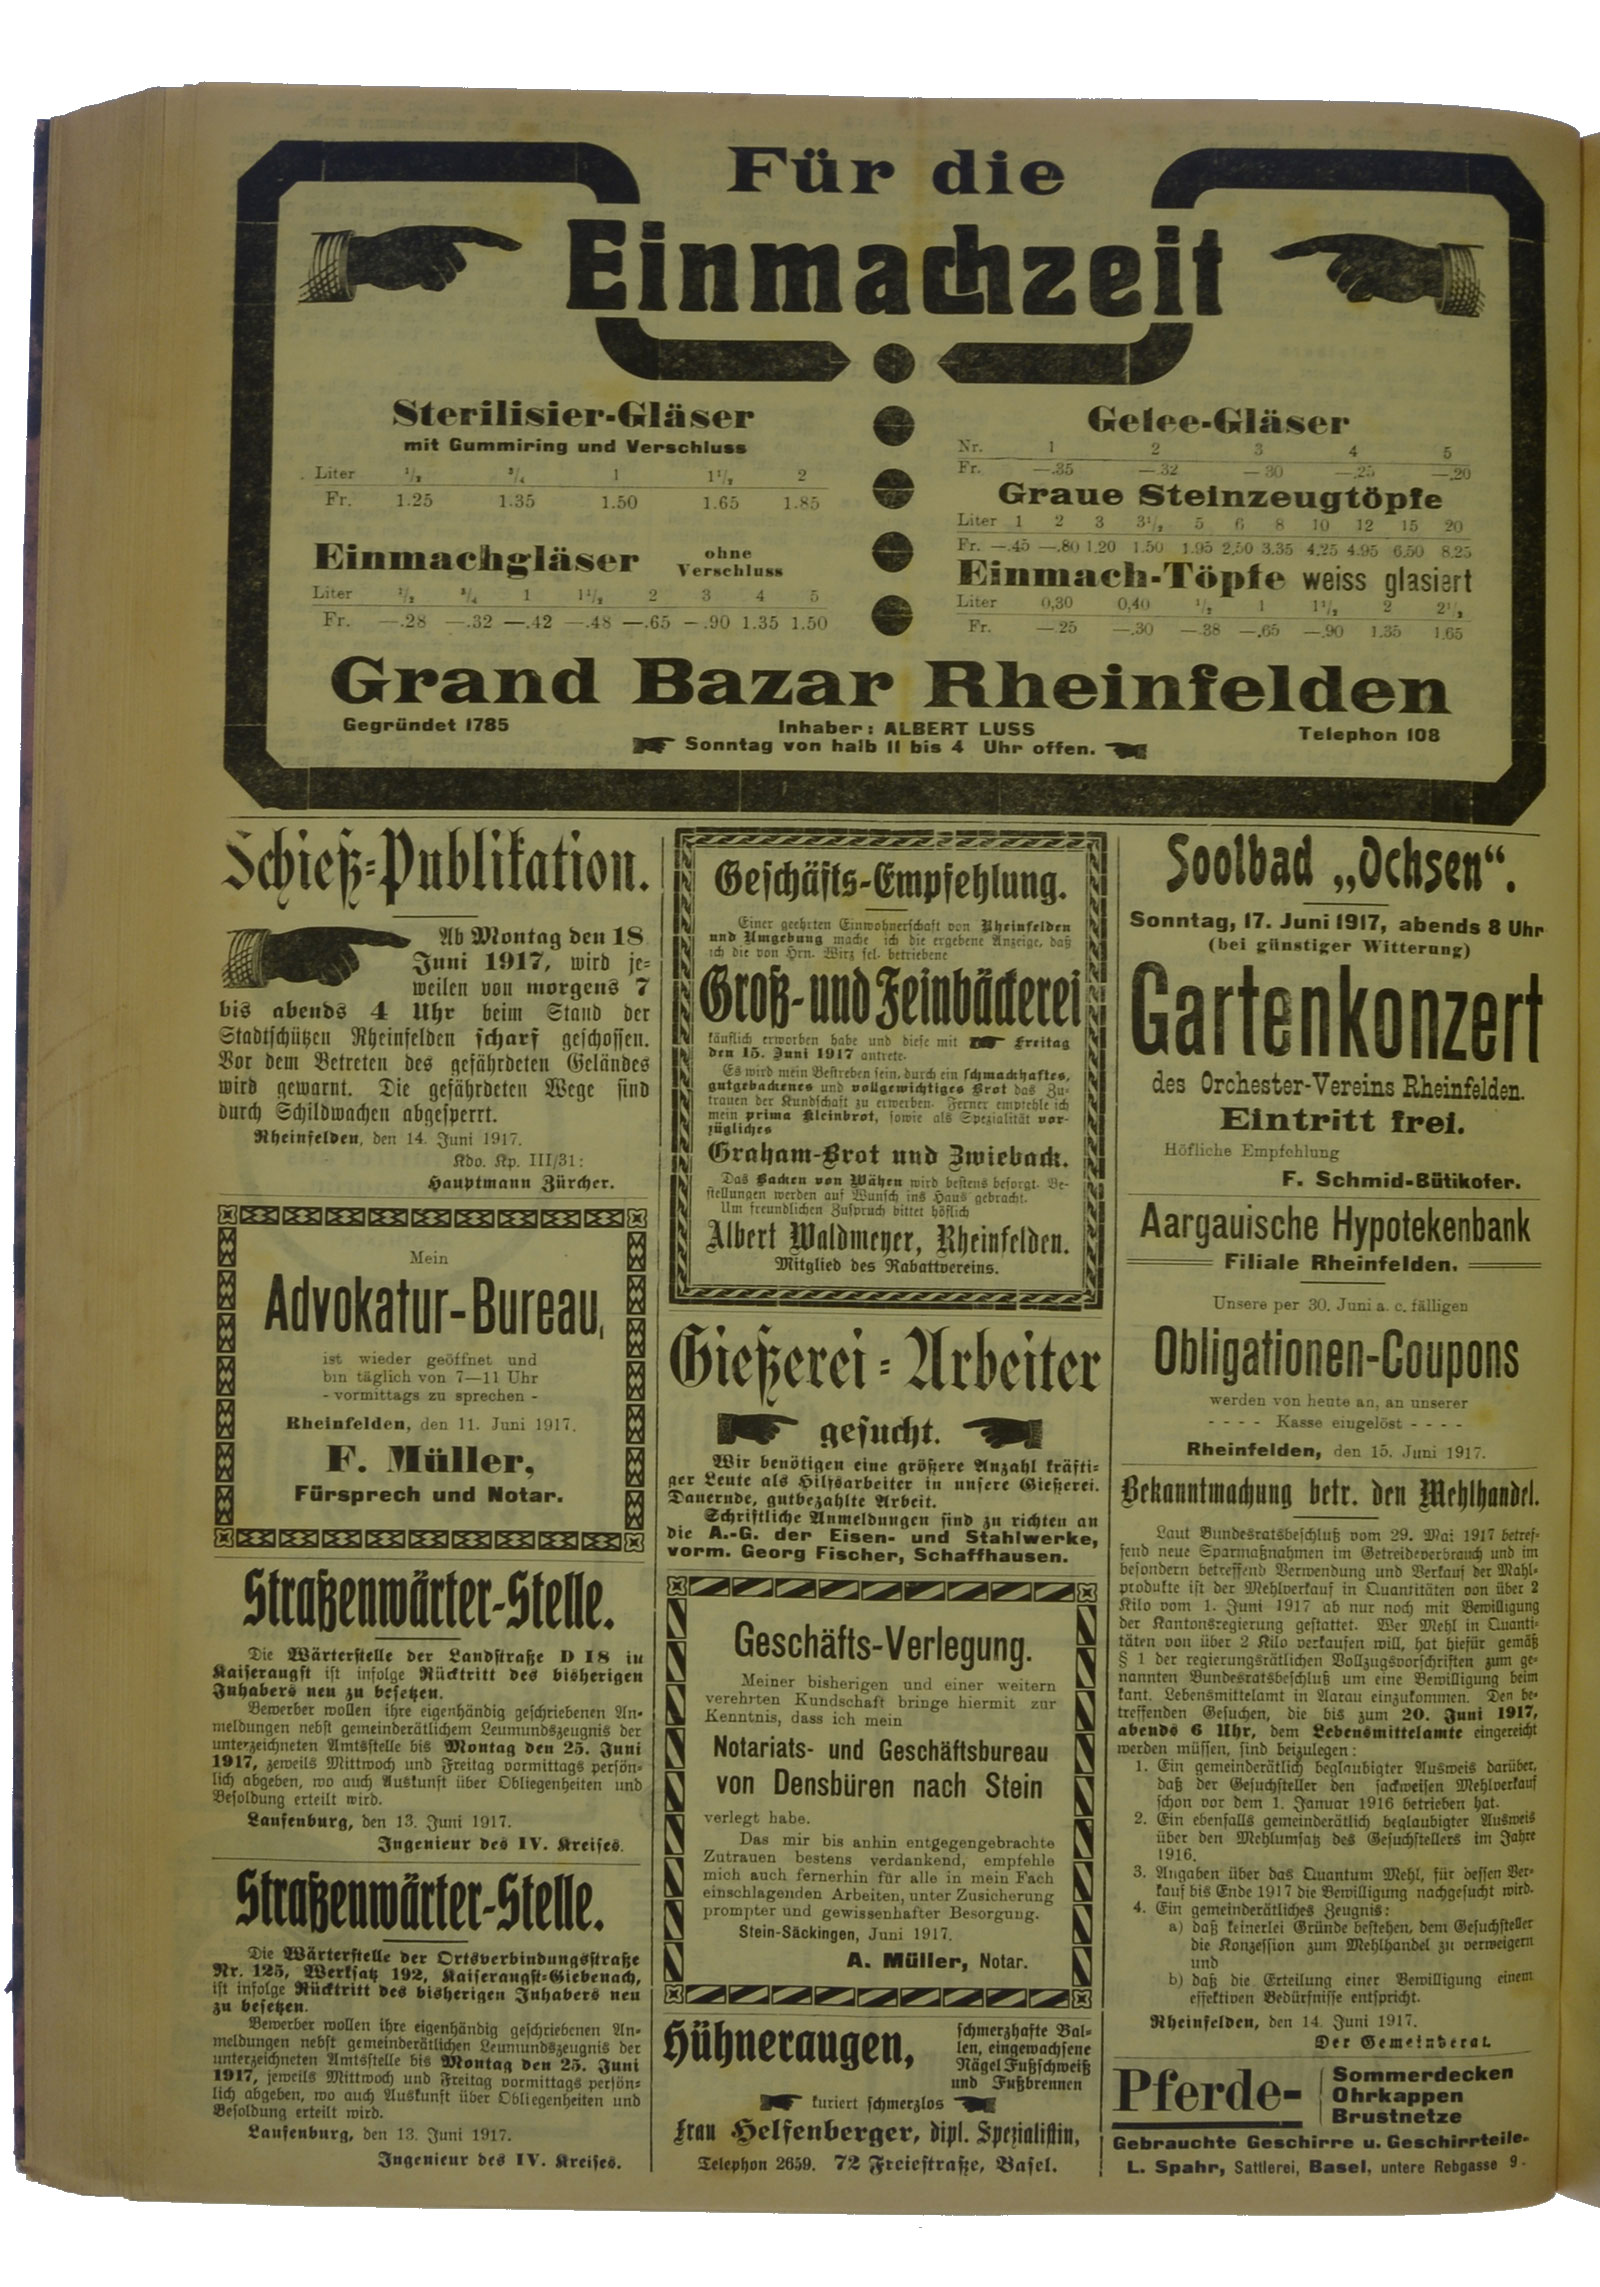 Für die
Einmachzeit
Sterilisier-Gläser
mit Gummiring und Verschluss
Liter ¹/₂ ³/₄ 1 1¹/₂ 2
Fr. 1.25 1.35 1.50 1.65 1.85
Einmachgläser ohne Verschluss
Liter ¹/₂ ³/₄ 1 1¹/₂ 2 3 4 5
Fr. —.28 —.32 —.42 —.48 —.65 —.90 1.35 1.50
Gelee-Gläser
Nr. 1 2 3 4 5
Fr. —.35 —.32 —30 —.25 —.20
Graue Steinzeugtöpfe
Liter 1 2 3 3¹/₂ 5 6 8 10 12 15 20
Fr. —.45 —.80 1.20 1.50 1.95 2.50 3.35 4.25 4.95 6.50 8.25
Einmach-Töpfe weiss glasiert
Liter 0,30 0,40 ¹/₂ 1 1¹/₂ 2 2¹/₂
Fr. —.25 —.30 —.38 —.65 —.90 1.35 1.65
Grand Bazar Rheinfelden
Gegründet 1785 Inhaber: ALBERT LUSS Telephon 108
Sonntag von halb 11 bis 4 Uhr offen.
Schieß-Publikation.
Ab Montag den 18
Juni 1917, wird je-
weilen von morgens 7
bis abends 4 Uhr beim Stand der
Stadtschützen Rheinfelden scharf geschossen.
Vor dem Betreten des gefährdeten Geländes
wird gewarnt. Die gefährdeten Wege sind
durch Schildwachen abgesperrt.
Rheinfelden, den 14. Juni 1917.
Kdo. Kp. III/31:
Hauptmann Zürcher.
Mein
Advokatur-Bureau,
ist wieder geöffnet und
bin täglich von 7—11 Uhr
- vormittags zu sprechen -
Rheinfelden, den 11. Juni 1917.
F. Müller,
Fürsprech und Notar.
Straßenwärter-Stelle.
Die Wärterstelle der Landstraße D 18 in
Kaiseraugst ist infolge Rücktritt des bisherigen
Inhabers neu zu besetzen.
Bewerber wollen ihre eigenhändig geschriebenen An-
meldungen nebst gemeinderätlichem Leumundszeugnis der
unterzeichneten Amtsstelle bis Montag den 25. Juni
1917, jeweils Mittwoch und Freitag vormittags persön-
lich abgeben, wo auch Auskunft über Obliegenheiten und
Besoldung erteilt wird.
Laufenburg, den 13. Juni 1917.
Ingenieur des IV. Kreises.
Straßenwärter-Stelle.
Die Wärterstelle der Ortsverbindungsstraße
Nr. 125, Werksatz 192, Kaiseraugst-Giebenach,
ist infolge Rücktritt des bisherigen Inhabers neu
zu besetzen.
Bewerber wollen ihre eigenhändig geschriebenen An-
meldungen nebst gemeinderätlichen Leumundszeugnis der
unterzeichneten Amtsstelle bis Montag den 25. Juni
1917, jeweils Mittwoch und Freitag vormittags persön-
lich abgeben, wo auch Auskunft über Obliegenheiten und
Besoldung erteilt wird.
Laufenburg, den 13. Juni 1917.
Ingenieur des IV. Kreises.
Geschäfts-Empfehlung.
Einer geehrten Einwohnerschaft von Rheinfelden
und Umgebung mache ich die ergebene Anzeige, daß
ich die von Hrn. Wirz sel. betriebene
Groß- und Feinbäckerei
käuflich erworben habe und diese mit Freitag
den 15. Juni 1917 antrete.
Es wird mein Bestreben sein, durch ein schmackhaftes,
gutgebackenes und vollgewichtiges Brot das Zu-
trauen der Kundschaft zu erwerben. Ferner empfehle ich
mein prima Kleinbrot, sowie als Spezialität vor-
zügliches
Graham-Brot und Zwieback.
Das Backen von Wähen wird bestens besorgt. Be-
stellungen werden auf Wunsch ins Haus gebracht.
Um freundlichen Zuspruch bittet höflich
Albert Waldmeyer, Rheinfelden.
Mitglied des Rabattvereins.
Gießerei-Arbeiter
gesucht.
Wir benötigen eine größere Anzahl kräfti-
ger Leute als Hilfsarbeiter in unsere Gießerei.
Dauernde, gutbezahlte Arbeit.
Schriftliche Anmeldungen sind zu richten an
die A.-G. der Eisen- und Stahlwerke,
vorm. Georg Fischer, Schaffhausen.
Geschäfts-Verlegung.
Meiner bisherigen und einer weitern
verehrten Kundschaft bringe hiermit zur
Kenntnis, dass ich mein
Notariats- und Geschäftsbureau
von Densbüren nach Stein
verlegt habe.
Das mir bis anhin entgegengebrachte
Zutrauen bestens verdankend, empfehle
mich auch fernerhin für alle in mein Fach
einschlagenden Arbeiten, unter Zusicherung
prompter und gewissenhafter Besorgung.
Stein-Säckingen, Juni 1917.
A. Müller, Notar.
Hühneraugen,
schmerzhafte Bal-
len, eingewachsene
Nägel Fußschweiß
und Fußbrennen
kuriert schmerzlos
Frau Helfenberger, dipl. Spezialistin,
Telephon 2659. 72 Freiestraße, Basel.
Soolbad „Ochsen“.
Sonntag, 17. Juni 1917, abends 8 Uhr
(bei günstiger Witterung)
Gartenkonzert
des Orchester-Vereins Rheinfelden.
Eintritt frei.
Höfliche Empfehlung
F. Schmid-Bütikofer.
Aargauische Hypotekenbank
Filiale Rheinfelden.
Unsere per 30. Juni a. c. fälligen
Obligationen-Coupons
werden von heute an, an unserer
- - - - Kasse eingelöst - - - -
Rheinfelden, den 15. Juni 1917.
Bekanntmachung betr. den Mehlhandel.
Laut Bundesratsbeschluß vom 29. Mai 1917 betref-
fend neue Sparmaßnahmen im Getreideverbrauch und im
besondern betreffend Verwendung und Verkauf der Mahl-
produkte ist der Mehlverkauf in Quantitäten von über 2
Kilo vom 1. Juni 1917 ab nur noch mit Bewilligung
der Kantonsregierung gestattet. Wer Mehl in Quanti-
täten von über 2 Kilo verkaufen will, hat hiefür gemäß
§ 1 der regierungsrätlichen Vollzugsvorschriften zum ge-
nannten Bundesratsbeschluß um eine Bewilligung beim
kant. Lebensmittelamt in Aarau einzukommen. Den be-
treffenden Gesuchen, die bis zum 20. Juni 1917,
abends 6 Uhr, dem Lebensmittelamte eingereicht
werden müssen, sind beizulegen:
1. Ein gemeinderätlich beglaubigter Ausweis darüber,
daß der Gesuchsteller den sackweisen Mehlverkauf
schon vor dem 1. Januar 1916 betrieben hat.
2. Ein ebenfalls gemeinderätlich beglaubigter Ausweis
über den Mehlumsatz des Gesuchstellers im Jahre
1916.
3. Angaben über das Quantum Mehl, für dessen Ver-
kauf bis Ende 1917 die Bewilligung nachgesucht wird.
4. Ein gemeinderätliches Zeugnis:
a) daß keinerlei Gründe bestehen, dem Gesuchsteller
die Konzession zum Mehlhandel zu verweigern
und
b) daß die Erteilung einer Bewilligung einem
effektiven Bedürfnisse entspricht.
Rheinfelden, den 14. Juni 1917.
Der Gemeinderat.
Pferde-
Sommerdecken
Ohrkappen
Brustnetze
Gebrauchte Geschirre u. Geschirrteile.
L. Spahr, Sattlerei, Basel, untere Rebgasse 9.